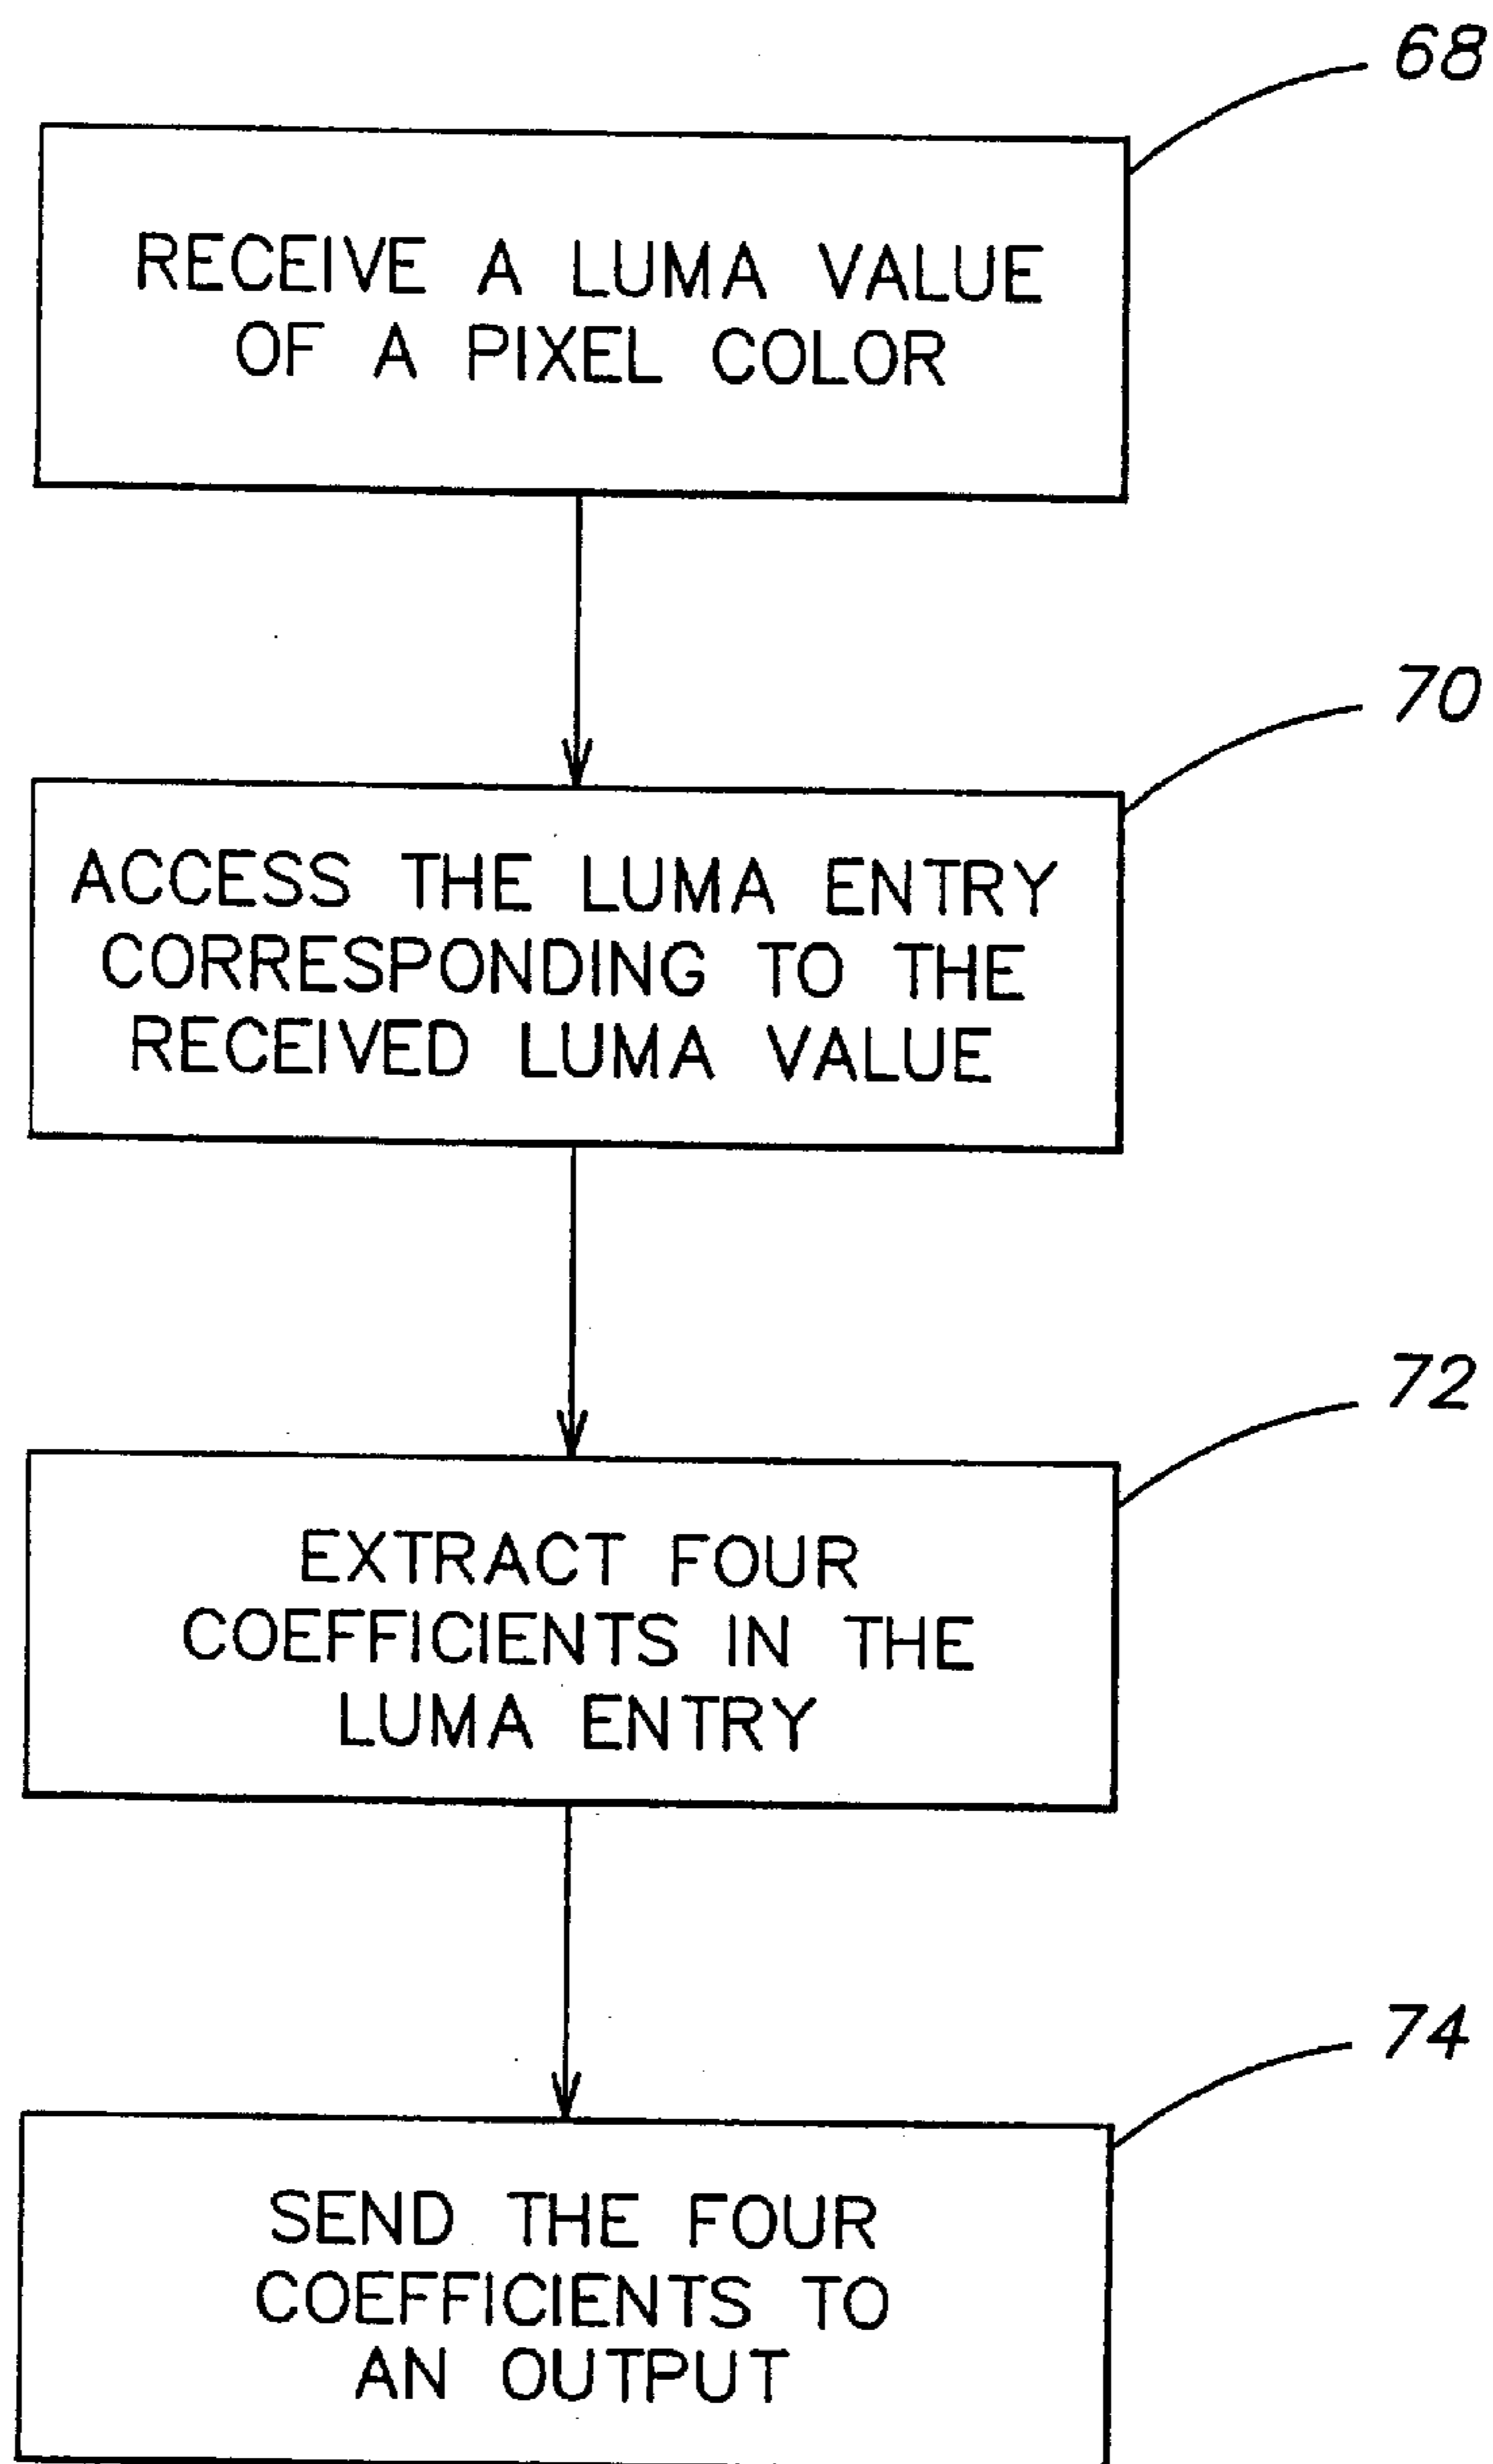 68
RECEIVE A LUMA VALUE
OF A PIXEL COLOR
70
ACCESS THE LUMA ENTRY
CORRESPONDING TO THE
RECEIVED LUMA VALUE
72
EXTRACT FOUR
COEFFICIENTS IN THE
LUMA ENTRY
74
SEND THE FOUR
COEFFICIENTS TO
AN OUTPUT